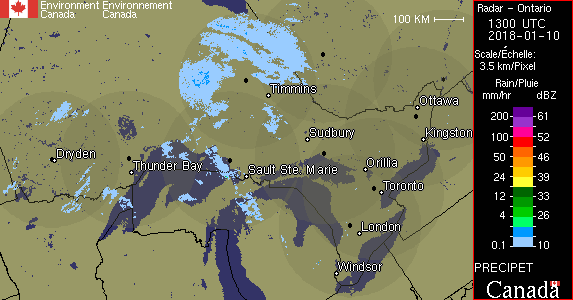 Environment Environnement
Canada Canada
100 KM
Timmins
Ottawa
Sudbury
Kingston
Dryden
Thunder Bay
Sault Ste. Marie
Orillia
Toronto
London
Windsor
Radar - Ontario
1300 UTC
2018-01-10
Scale/Échelle:
3.5 km/Pixel
Rain/Pluie
mm/hr dBZ
200 61
100 52
50 46
24 39
12 33
4 26
0.1 10
PRECIPET
Canada